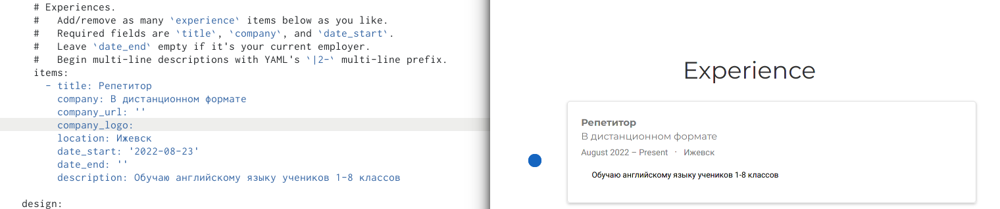 # Experiences.
#   Add/remove as many `experience` items below as you like.
#   Required fields are `title`, `company`, and `date_start`.
#   Leave `date_end` empty if it's your current employer.
#   Begin multi-line descriptions with YAML's `|2-` multi-line prefix.
items:
- title: Репетитор
company: В дистанционном формате
company_url: ''
company_logo:
location: Ижевск
date_start: '2022-08-23'
date_end: ''
description: Обучаю английскому языку учеников 1-8 классов
design:
Experience
Репетитор
В дистанционном формате
August 2022 – Present · Ижевск
Обучаю английскому языку учеников 1-8 классов